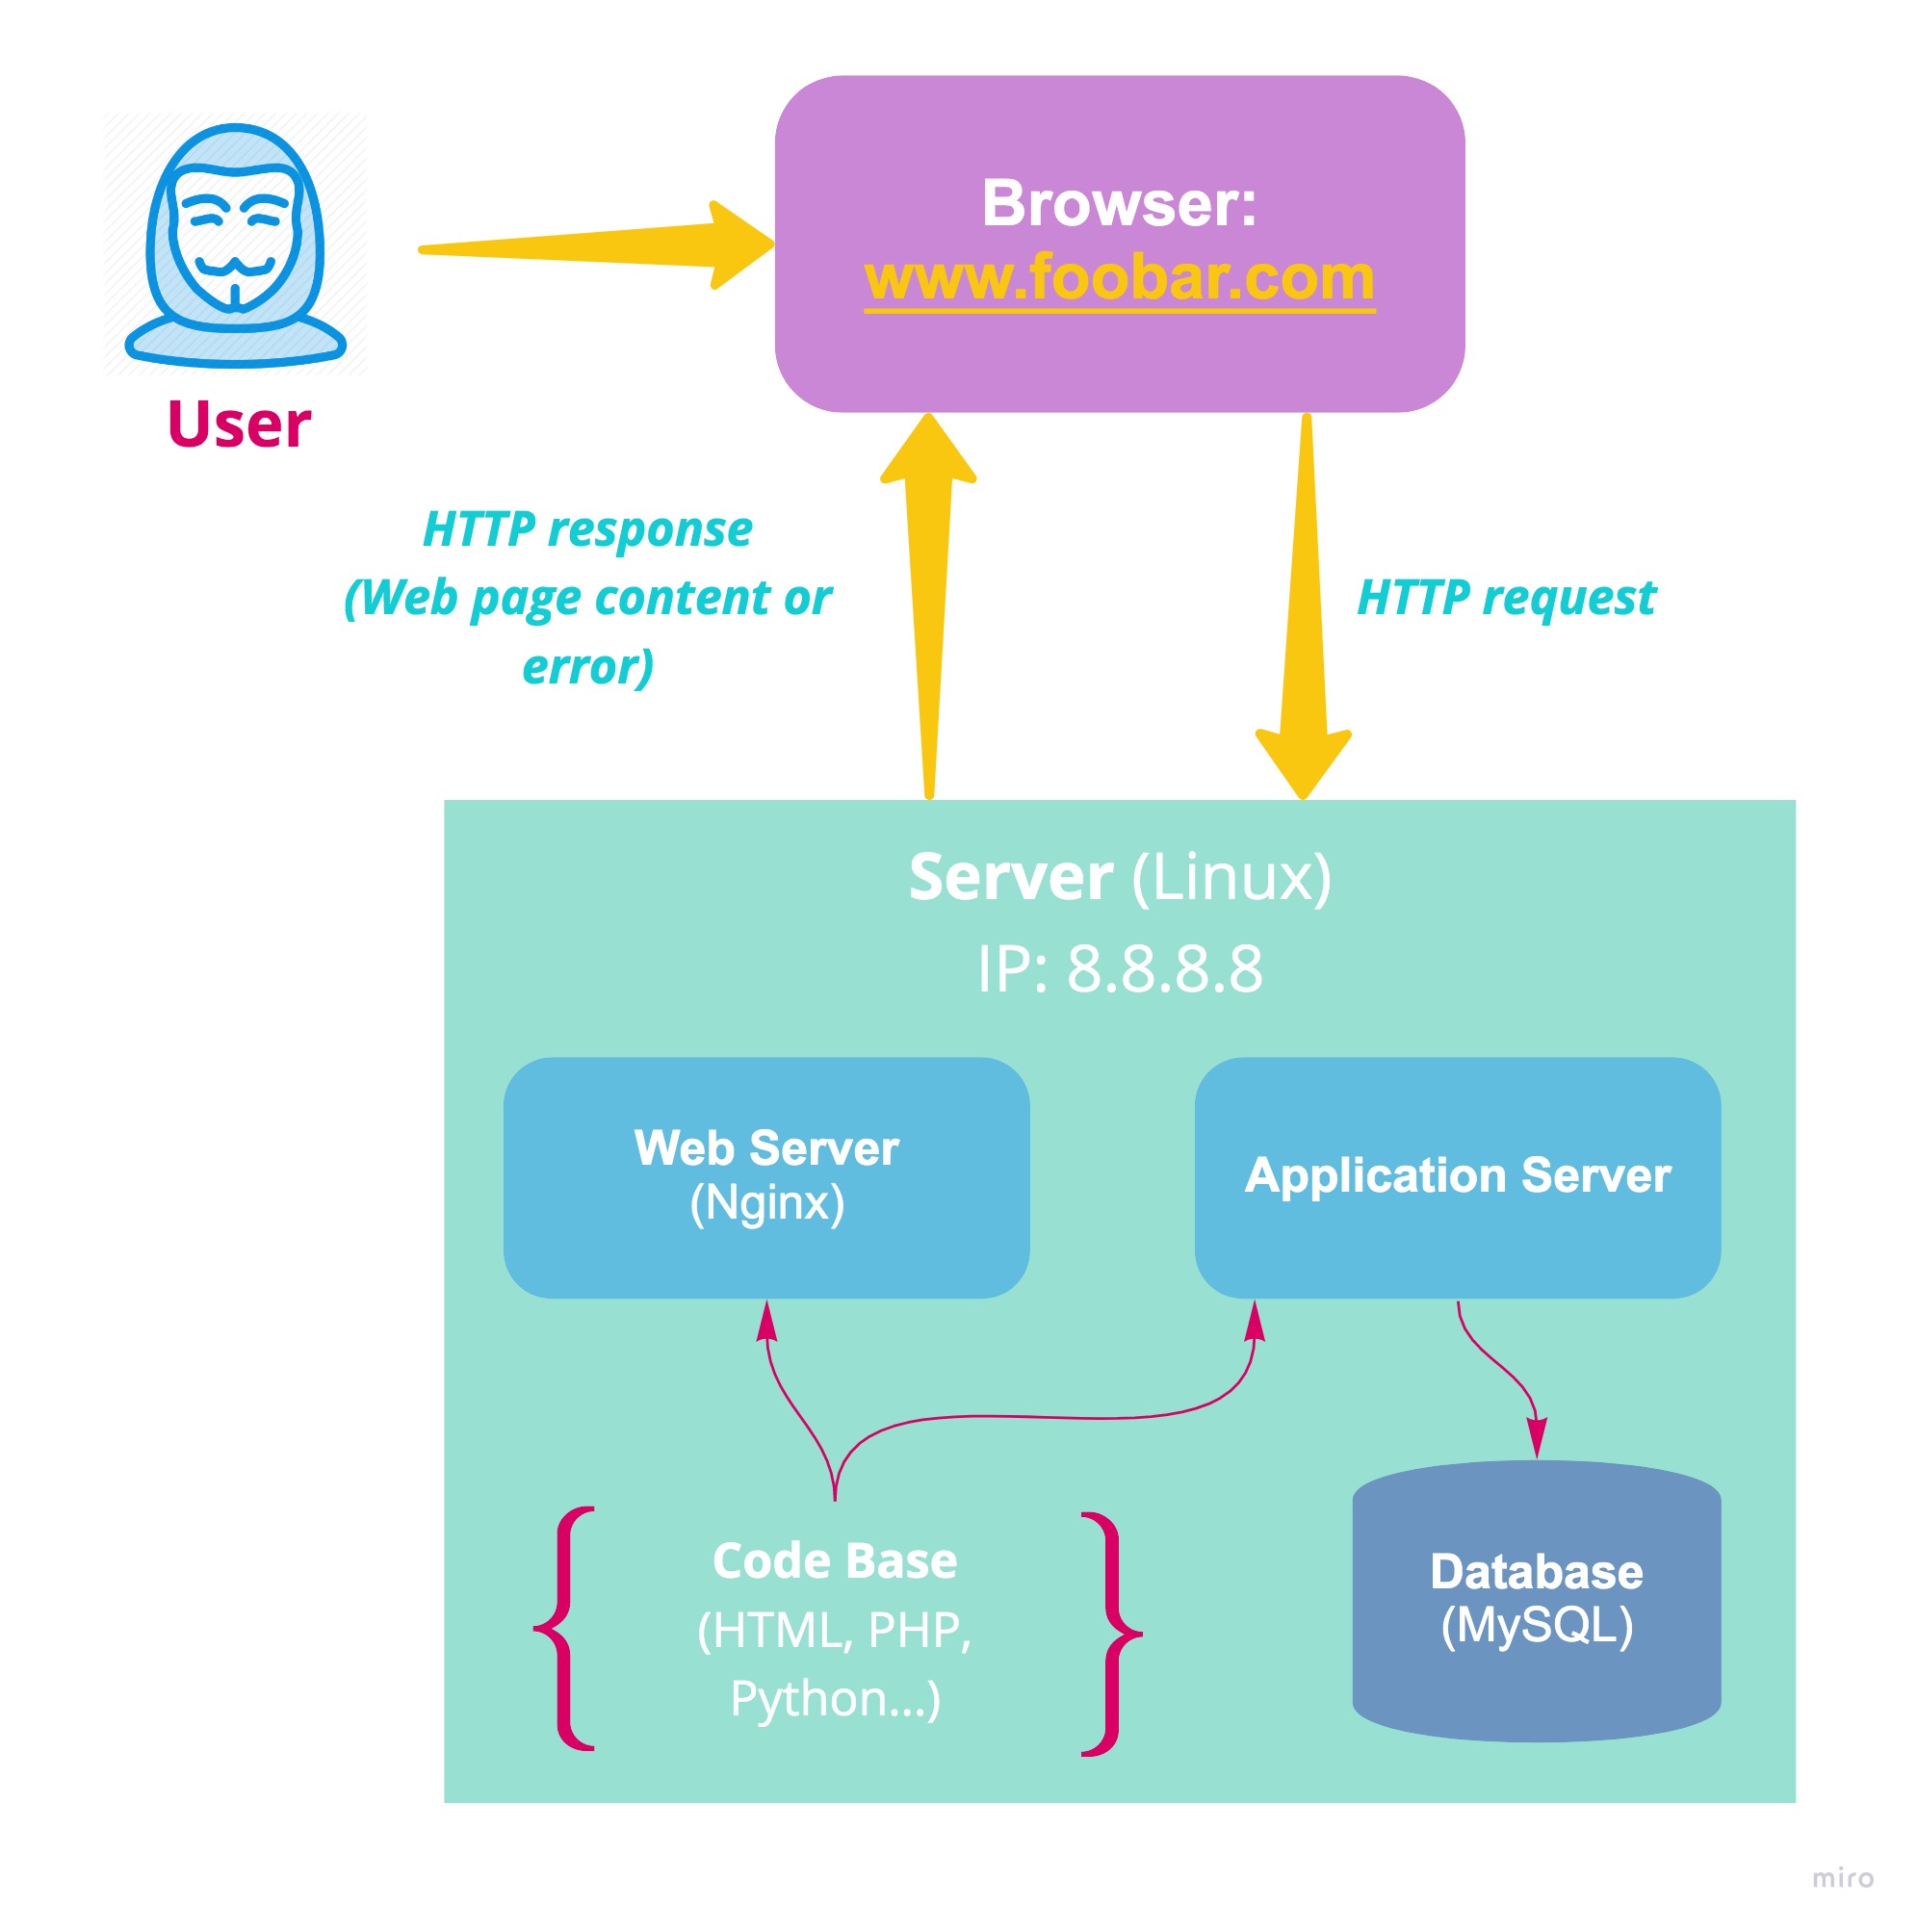 Browser:
www.foobar.com
User
HTTP response
(Web page content or
error)
HTTP request
Server (Linux)
IP: 8.8.8.8
Web Server
(Nginx)
Application Server
Code Base
(HTML, PHP,
Python...)
Database
(MySQL)
miro